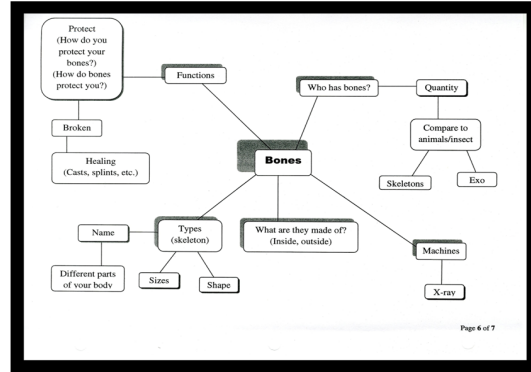 Protect
(How do you
protect your
bones?)
(How do bones
protect you?)
Functions
Broken
Healing
(Casts, splints, etc.)
Who has bones?
Quantity
Compare to
animals/insect
Skeletons
Exo
Bones
Name
Types
(skeleton)
Different parts
of your body
Sizes
Shape
What are they made of?
(Inside, outside)
Machines
X-ray
Page 6 of 7